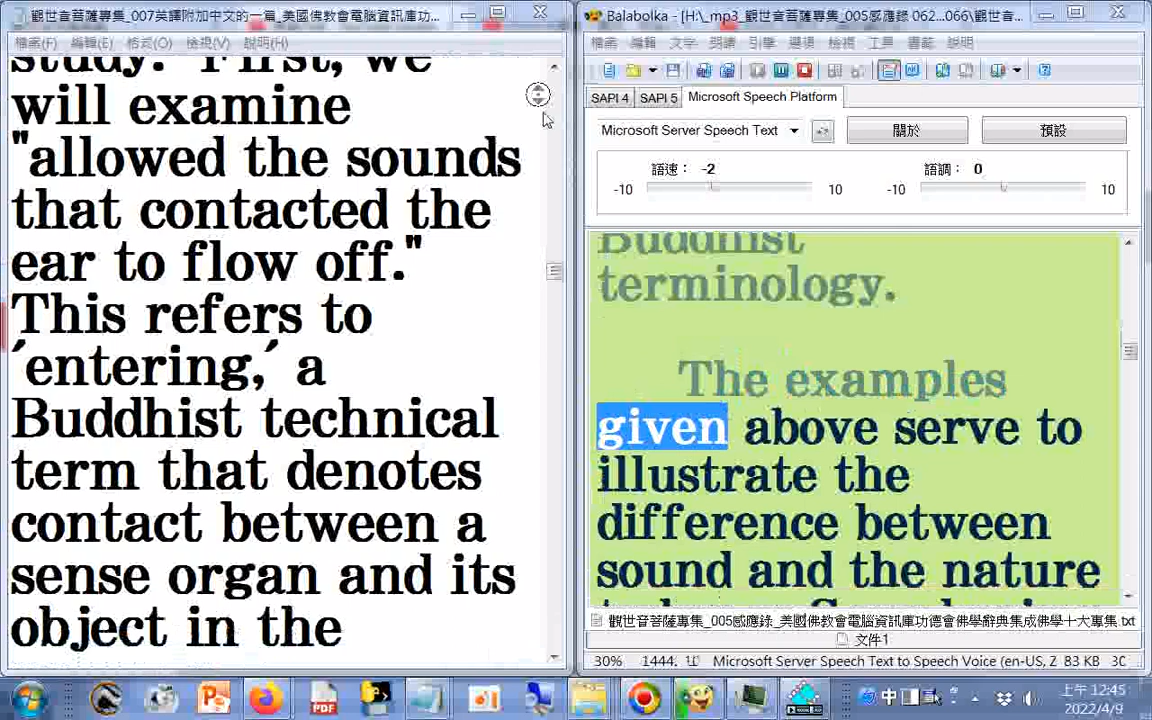 觀世音菩薩專集_007英譯附加中文的一篇_美國佛教會電腦資訊庫功...
檔案(F) 編輯(E) 格式(O) 檢視(V) 說明(H)
study. First, we
will examine
"allowed the sounds
that contacted the
ear to flow off."
This refers to
´entering,´ a
Buddhist technical
term that denotes
contact between a
sense organ and its
object in the
Balabolka - [H:\_mp3_觀世音菩薩專集_005感應錄 062...066\觀世音...
檔案 編輯 文字 朗讀 引擎 選項 檢視 工具 書籤 說明
SAPI 4 SAPI 5 Microsoft Speech Platform
Microsoft Server Speech Text 關於 預設
語速: -2 語調: 0
-10 10 -10 10
Buddhist
terminology.
The examples
given above serve to
illustrate the
difference between
sound and the nature
觀世音菩薩專集_005感應錄_美國佛教會電腦資訊庫功德會佛學辭典集成佛學十大專集.txt
文件1
30% 1444. Microsoft Server Speech Text to Speech Voice (en-US, Z 83 KB
中 上午 12:45
2022/4/9